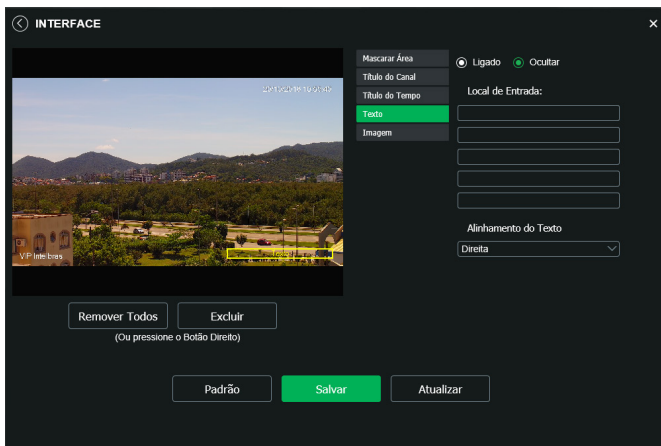 INTERFACE
Mascarar Área
Título do Canal
Título do Tempo
Texto
Imagem
Ligado
Ocultar
Local de Entrada:
Alinhamento do Texto
Direita
VIP Intelbras
Remover Todos
Excluir
(Ou pressione o Botão Direito)
Padrão
Salvar
Atualizar